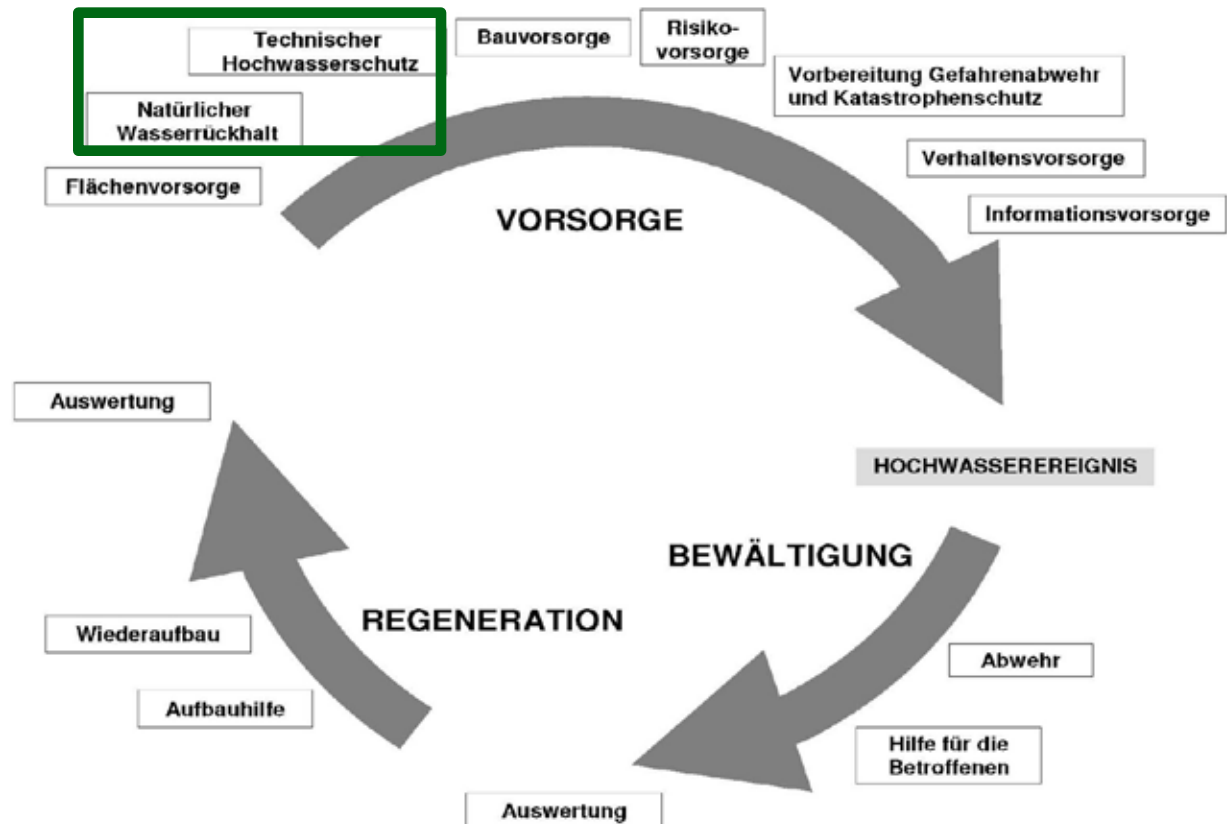 Technischer
Hochwasserschutz
Bauvorsorge
Risiko-
vorsorge
Vorbereitung Gefahrenabwehr
und Katastrophenschutz
Natürlicher
Wasserrückhalt
Verhaltensvorsorge
Flächenvorsorge
Informationsvorsorge
VORSORGE
Auswertung
HOCHWASSEREREIGNIS
BEWÄLTIGUNG
REGENERATION
Wiederaufbau
Abwehr
Aufbauhilfe
Hilfe für die
Betroffenen
Auswertung